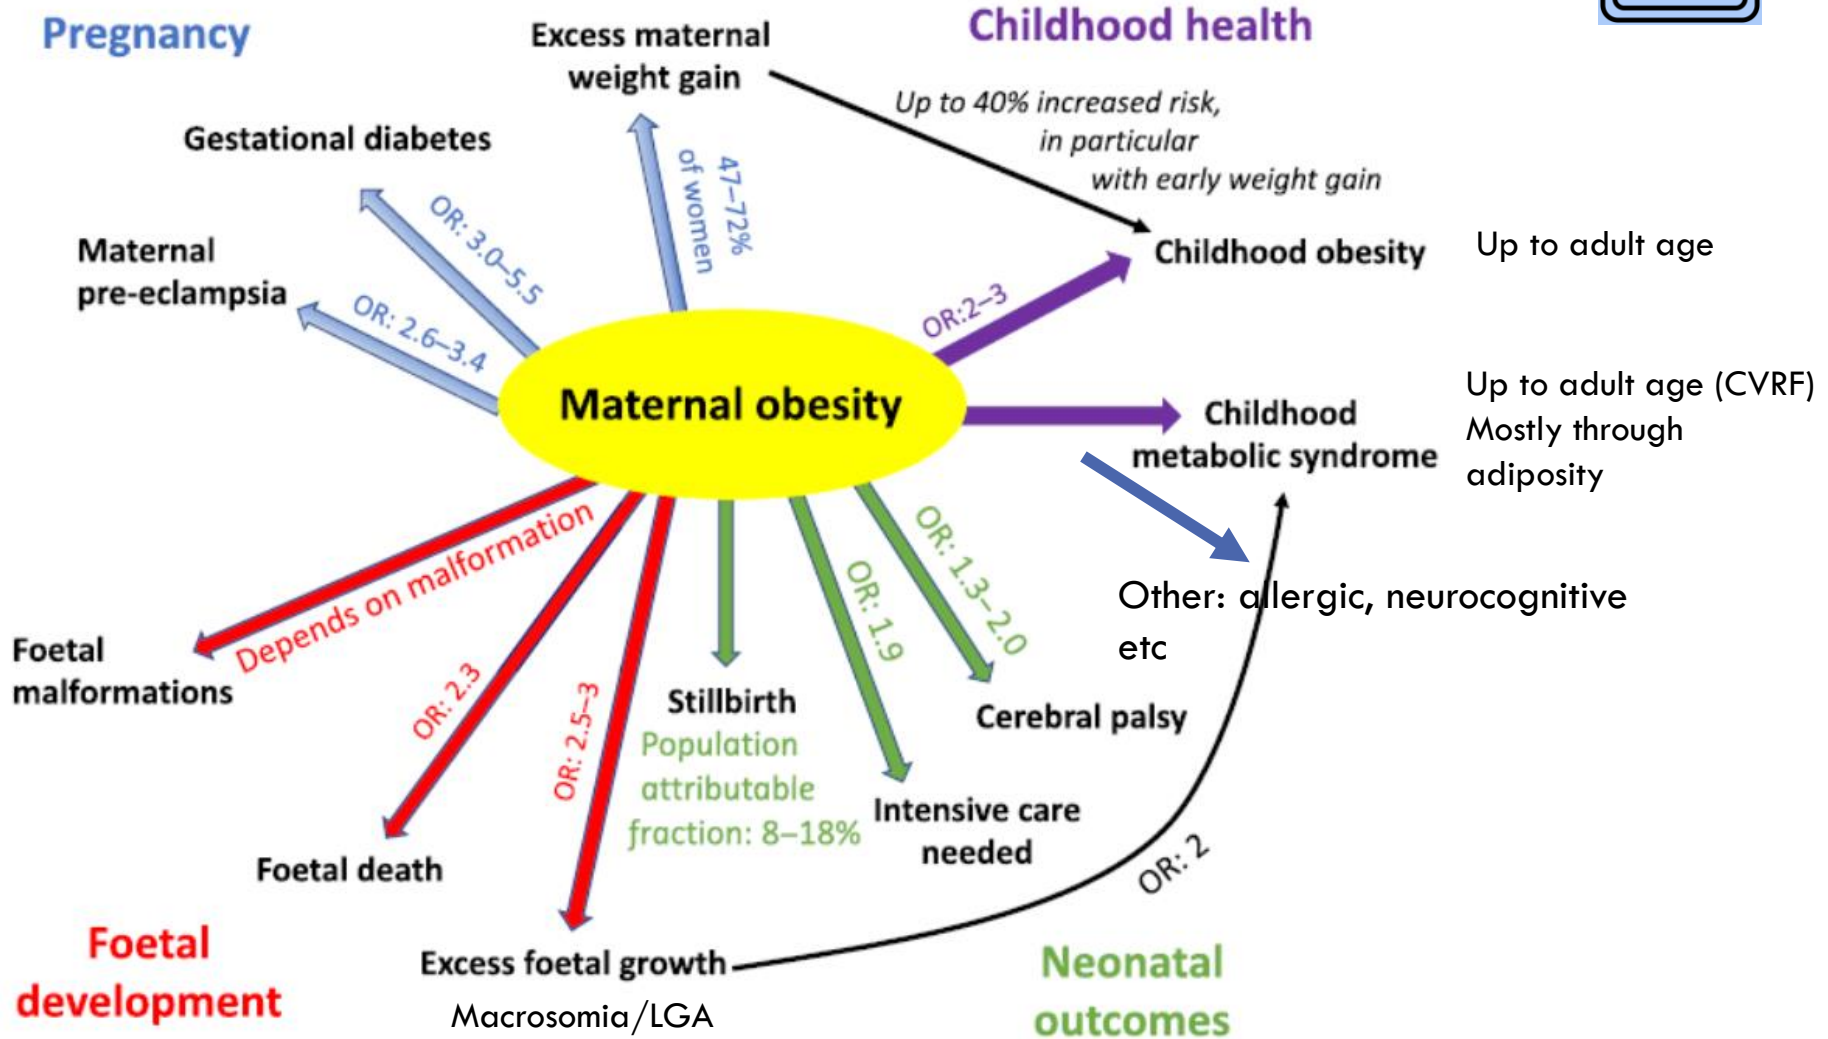 Pregnancy
Excess maternal
weight gain
Childhood health
Up to 40% increased risk,
in particular
with early weight gain
Gestational diabetes
47–72%
of women
OR: 3.0–5.5
Maternal
pre-eclampsia
OR: 2.6–3.4
Childhood obesity
Up to adult age
OR:2–3
Maternal obesity
Childhood
metabolic syndrome
Up to adult age (CVRF)
Mostly through
adiposity
Depends on malformation
Foetal
malformations
OR: 2.3
OR: 2.5–3
OR: 1.9
OR: 1.3–2.0
Other: allergic, neurocognitive
etc
Stillbirth
Population
attributable
fraction: 8–18%
Cerebral palsy
Intensive care
needed
Foetal death
OR: 2
Foetal
development
Excess foetal growth
Macrosomia/LGA
Neonatal
outcomes